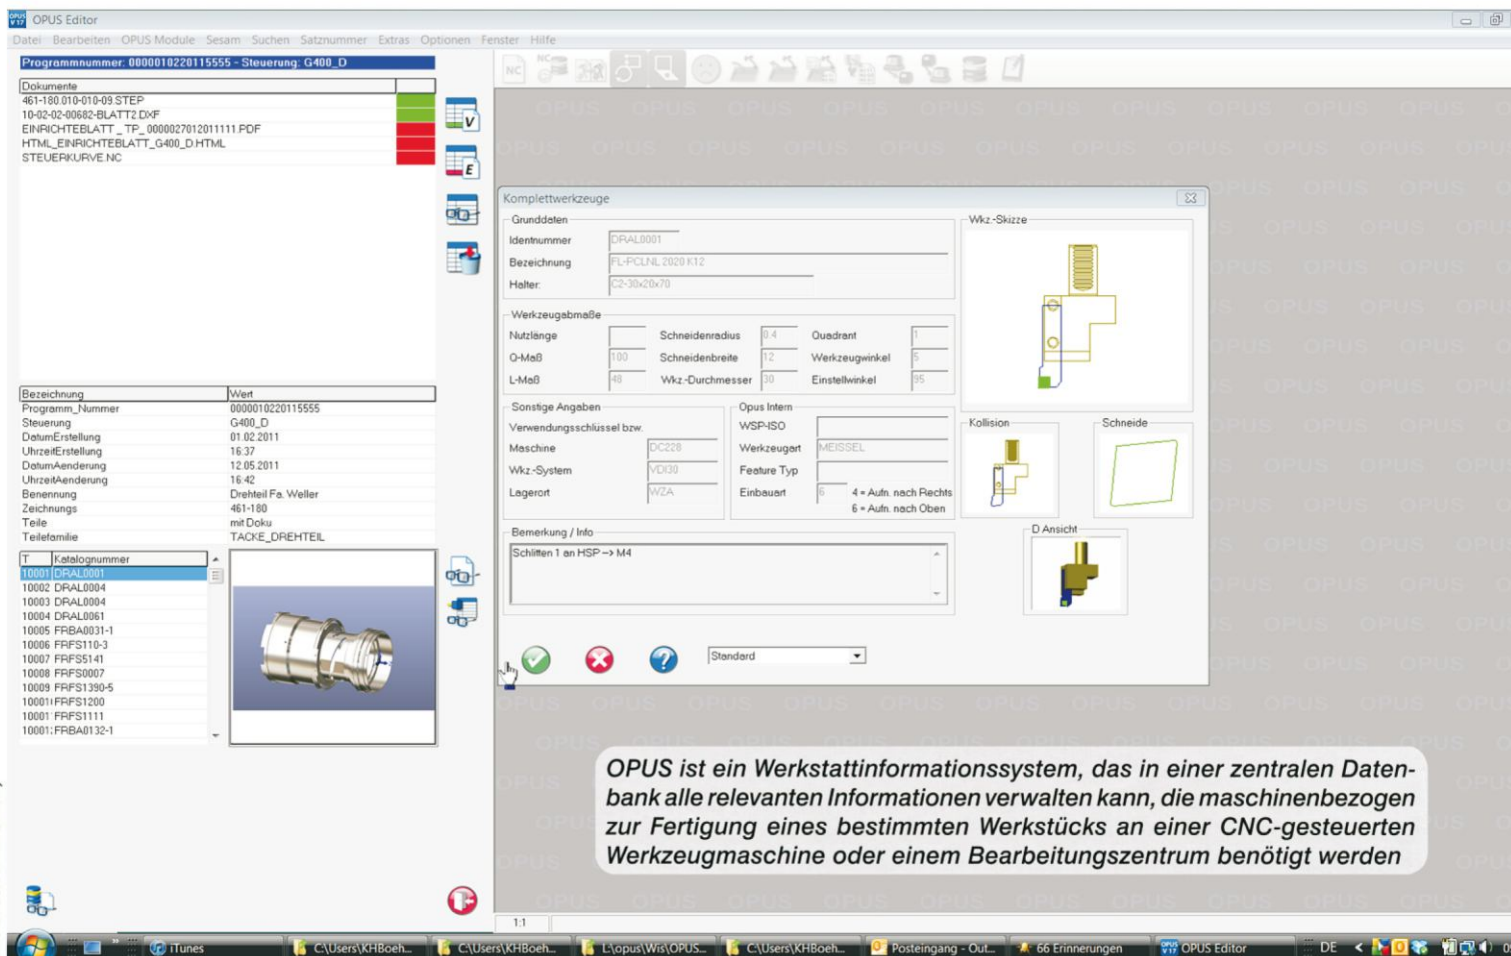 OPUS Editor
Datei Bearbeiten OPUS Module Sesam Suchen Satznummer Extras Optionen Fenster Hilfe
Programmnummer: 0000010220115555 - Steuerung: G400_D
Dokumente
461-180.010-010-09.STEP
10-02-02-00682-BLATT2.DXF
EINRICHTEBLATT _ TP_ 0000027012011111.PDF
HTML_EINRICHTEBLATT_G400_D.HTML
STEUERKURVE.NC
V
E
Bezeichnung Wert
Programm_Nummer 0000010220115555
Steuerung G400_D
DatumErstellung 01.02.2011
UhrzeitErstellung 16:37
DatumAenderung 12.05.2011
UhrzeitAenderung 16:42
Benennung Drehteil Fa. Weller
Zeichnungs 461-180
Teile mit Doku
Teilefamilie TACKE_DREHTEIL
T Katalognummer
10001 DRAL0001
10002 DRAL0004
10003 DRAL0004
10004 DRAL0061
10005 FRBA0031-1
10006 FRFS110-3
10007 FRFS5141
10008 FRFS0007
10009 FRFS1390-5
10001 FRFS1200
10001 FRFS1111
10001 FRBA0132-1
NC NC
Komplettwerkzeuge
Grunddaten
Identnummer DRAL0001
Bezeichnung FL-PCLNL 2020 K12
Halter: C2-30x20x70
Werkzeugabmaße
Nutzlänge Schneidenradius 0.4 Quadrant 1
Q-Maß 100 Schneidenbreite 12 Werkzeugwinkel 5
L-Maß 48 Wkz.-Durchmesser 30 Einstellwinkel 95
Sonstige Angaben
Verwendungsschlüssel bzw.
Maschine DC228
Wkz.-System VDI30
Lagerort WZA
Opus Intern
WSP-ISO
Werkzeugart MEISSEL
Feature Typ
Einbauart 6 4 = Aufn. nach Rechts
6 = Aufn. nach Oben
Bemerkung / Info
Schlitten 1 an HSP --> M4
Wkz.-Skizze
Kollision
Schneide
D Ansicht
Standard
OPUS ist ein Werkstattinformationssystem, das in einer zentralen Daten-
bank alle relevanten Informationen verwalten kann, die maschinenbezogen
zur Fertigung eines bestimmten Werkstücks an einer CNC-gesteuerten
Werkzeugmaschine oder einem Bearbeitungszentrum benötigt werden
1:1
iTunes C:\Users\KHBoeh... C:\Users\KHBoeh... L:\opus\Wis\OPUS... C:\Users\KHBoeh... Posteingang - Out... 66 Erinnerungen OPUS Editor DE